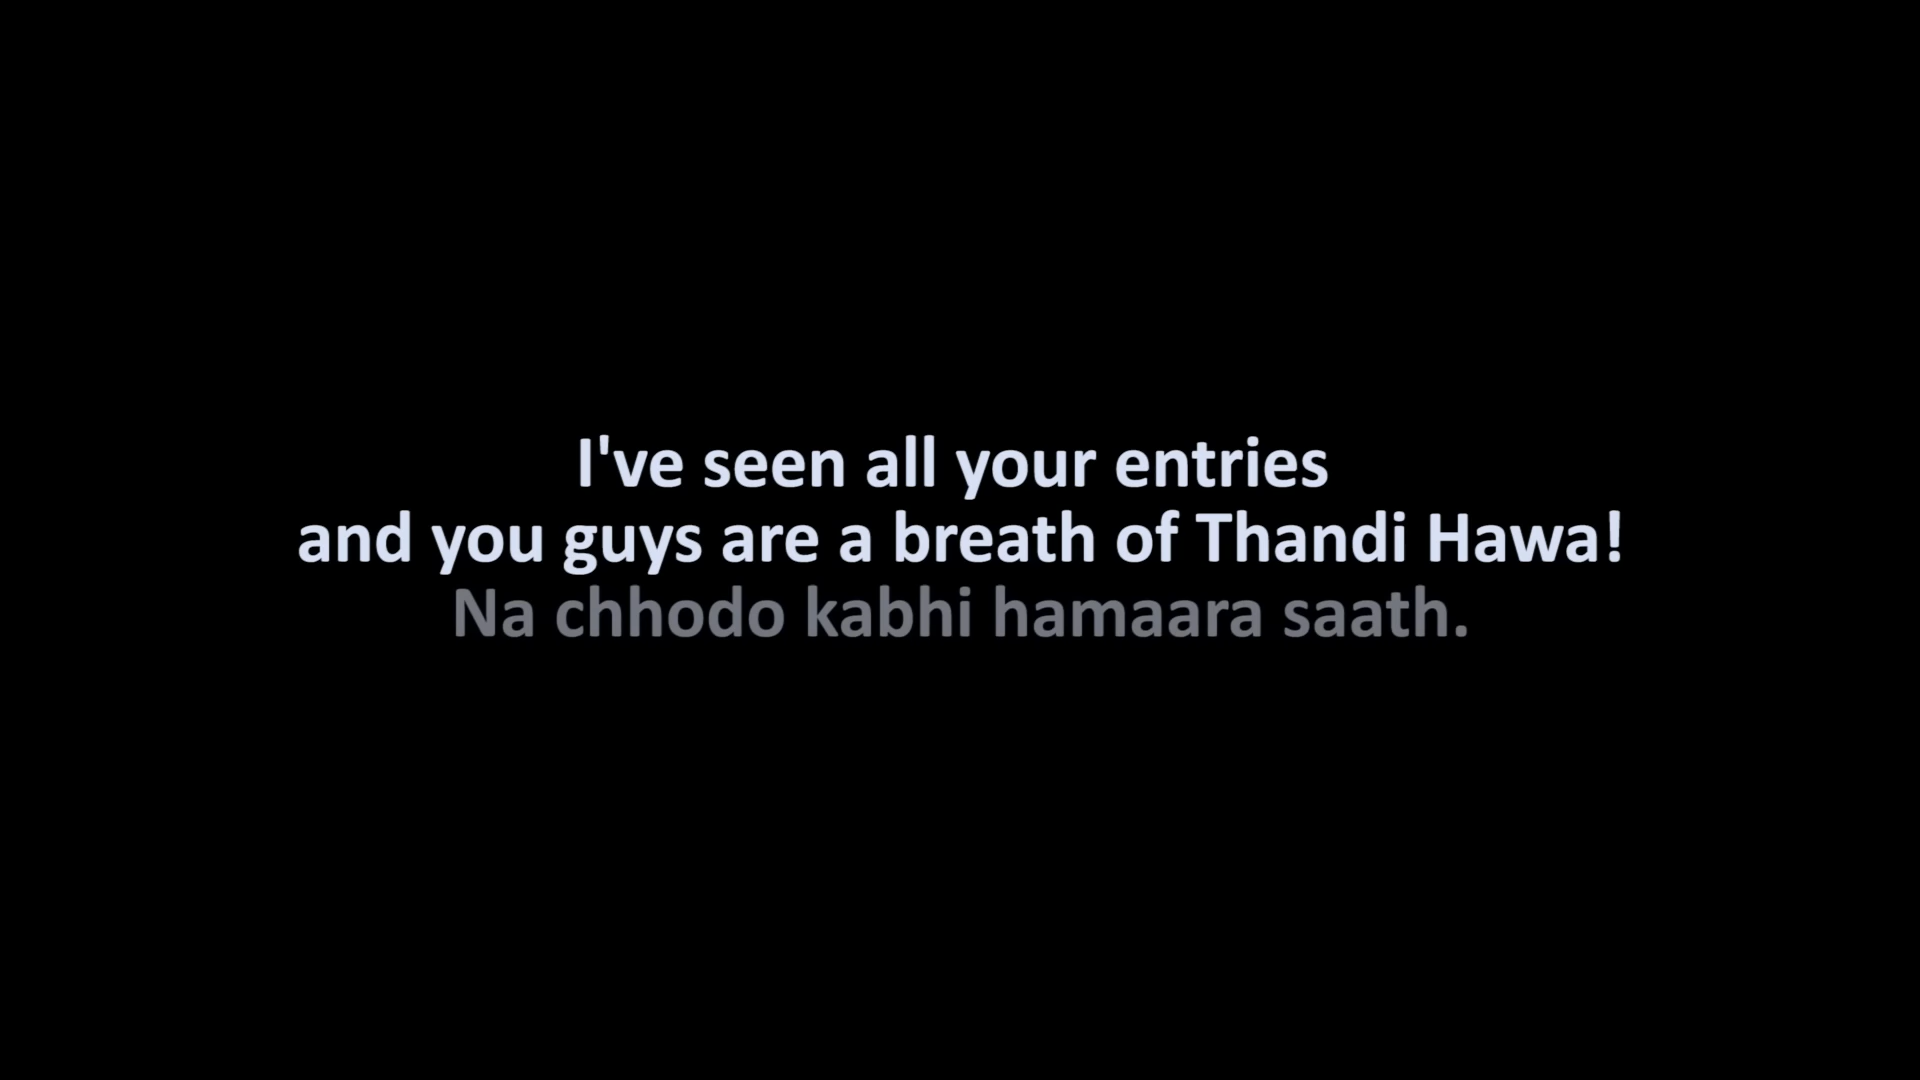 I've seen all your entries
and you guys are a breath of Thandi Hawa!
Na chhodo kabhi hamaara saath.